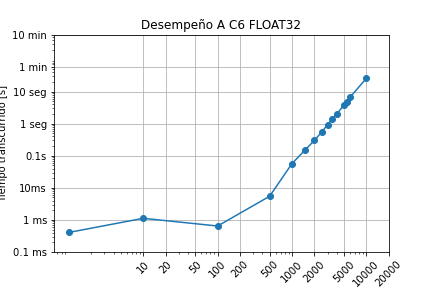 Desempeño A C6 FLOAT32
10 min
1 min
10 seg
1 seg
0.1s
10ms
1 ms
0.1 ms
transcurrido [s]
10 20 50 100 200 500 1000 2000 5000 10000 20000